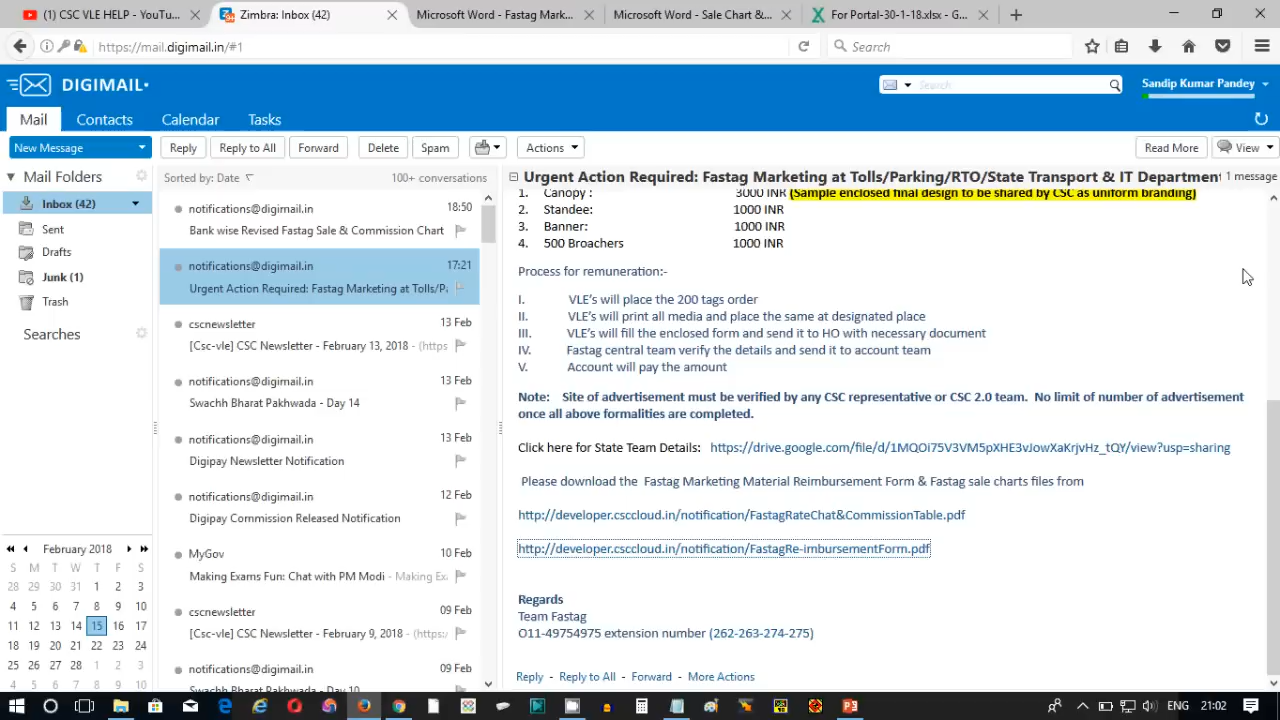 (1) CSC VLE HELP - YouT...
Zimbra: Inbox (42)
Microsoft Word - Fastag Mark...
Microsoft Word - Sale Chart & ...
For Portal-30-1-18.xlsx - G...
https://mail.digimail.in/#1
Search
DIGIMAIL
Search
Sandip Kumar Pandey
Mail
Contacts
Calendar
Tasks
New Message
Reply
Reply to All
Forward
Delete
Spam
Actions
Read More
View
Mail Folders
Inbox (42)
Sent
Drafts
Junk (1)
Trash
Searches
February 2018
S M T W T F S
28 29 30 31 1 2 3
4 5 6 7 8 9 10
11 12 13 14 15 16 17
18 19 20 21 22 23 24
25 26 27 28 1 2 3
4 5 6 7 8 9 10
Sorted by: Date
100+ conversations
notifications@digimail.in 18:50
Bank wise Revised Fastag Sale & Commission Chart
notifications@digimail.in 17:21
Urgent Action Required: Fastag Marketing at Tolls/Pa
cscnewsletter 13 Feb
[Csc-vle] CSC Newsletter - February 13, 2018 - (https
notifications@digimail.in 13 Feb
Swachh Bharat Pakhwada - Day 14
notifications@digimail.in 13 Feb
Digipay Newsletter Notification
notifications@digimail.in 12 Feb
Digipay Commission Released Notification
MyGov 10 Feb
Making Exams Fun: Chat with PM Modi - Making Ex
cscnewsletter 09 Feb
[Csc-vle] CSC Newsletter - February 9, 2018 - (https:/
notifications@digimail.in 09 Feb
Swachh Bharat Pakhwada - Day 10
Urgent Action Required: Fastag Marketing at Tolls/Parking/RTO/State Transport & IT Department
1 message
1. Canopy : 3000 INR (Sample enclosed final design to be shared by CSC as uniform branding)
2. Standee: 1000 INR
3. Banner: 1000 INR
4. 500 Broachers 1000 INR
Process for remuneration:-
I. VLE's will place the 200 tags order
II. VLE's will print all media and place the same at designated place
III. VLE's will fill the enclosed form and send it to HO with necessary document
IV. Fastag central team verify the details and send it to account team
V. Account will pay the amount
Note: Site of advertisement must be verified by any CSC representative or CSC 2.0 team. No limit of number of advertisement
once all above formalities are completed.
Click here for State Team Details: https://drive.google.com/file/d/1MQOi75V3VM5pXHE3vJowXaKrjvHz_tQY/view?usp=sharing
Please download the Fastag Marketing Material Reimbursement Form & Fastag sale charts files from
http://developer.csccloud.in/notification/FastagRateChat&CommissionTable.pdf
http://developer.csccloud.in/notification/FastagRe-imbursementForm.pdf
Regards
Team Fastag
O11-49754975 extension number (262-263-274-275)
Reply - Reply to All - Forward - More Actions
ENG 21:02